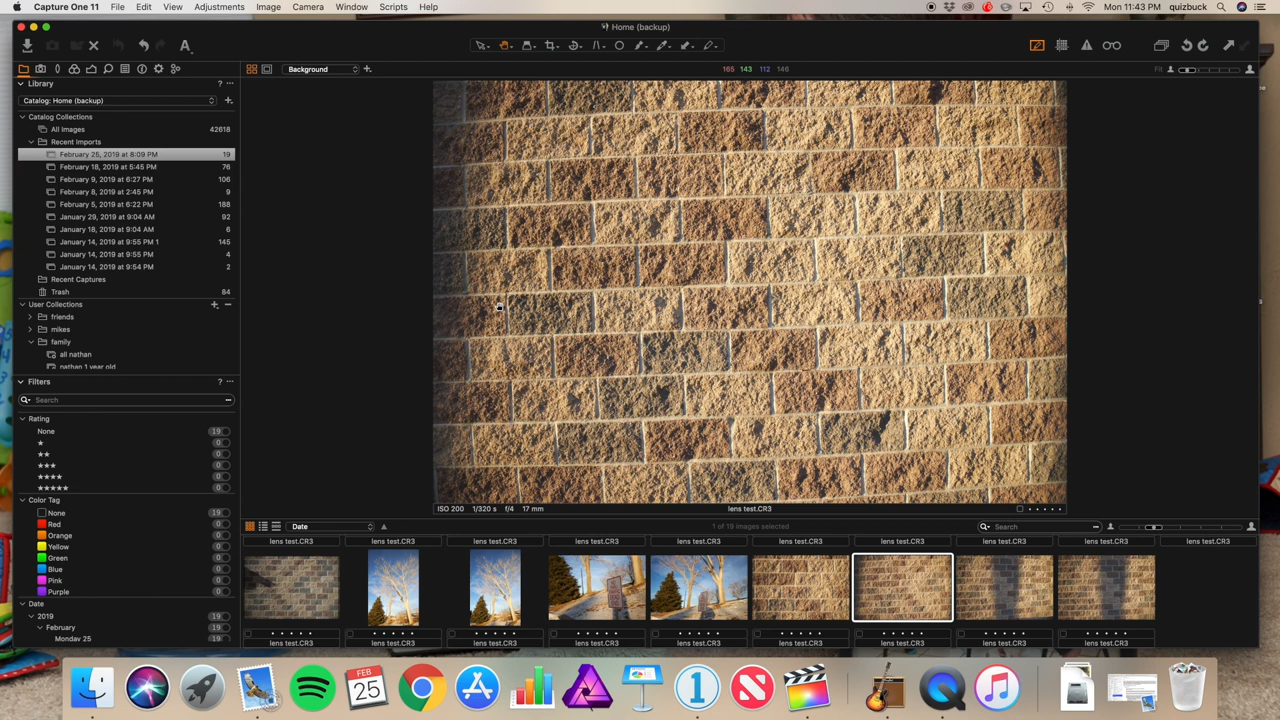 Capture One 11 File Edit View Adjustments Image Camera Window Scripts Help
Mon 11:43 PM quizbuck
Home (backup)
Background
165 143 112 146
Fit
Library ? ...
Catalog: Home (backup)
Catalog Collections
All Images 42618
Recent Imports
February 25, 2019 at 8:09 PM 19
February 18, 2019 at 5:45 PM 76
February 9, 2019 at 6:27 PM 106
February 8, 2019 at 2:45 PM 9
February 5, 2019 at 6:22 PM 188
January 29, 2019 at 9:04 AM 92
January 18, 2019 at 9:04 AM 6
January 14, 2019 at 9:55 PM 1 145
January 14, 2019 at 9:55 PM 4
January 14, 2019 at 9:54 PM 2
Recent Captures
Trash 84
User Collections
friends
mikes
family
all nathan
nathan 1 year old
Filters ? ...
Search
Rating
None 19
★ 0
★★ 0
★★★ 0
★★★★ 0
★★★★★ 0
Color Tag
None 19
Red 0
Orange 0
Yellow 0
Green 0
Blue 0
Pink 0
Purple 0
Date
2019 19
February 19
Monday 25 19
ISO 200 1/320 s f/4 17 mm
lens test.CR3
Date
1 of 19 images selected
Search
lens test.CR3 lens test.CR3 lens test.CR3 lens test.CR3 lens test.CR3 lens test.CR3 lens test.CR3 lens test.CR3 lens test.CR3 lens test.CR3
lens test.CR3 lens test.CR3 lens test.CR3 lens test.CR3 lens test.CR3 lens test.CR3 lens test.CR3 lens test.CR3 lens test.CR3
FEB
25
1